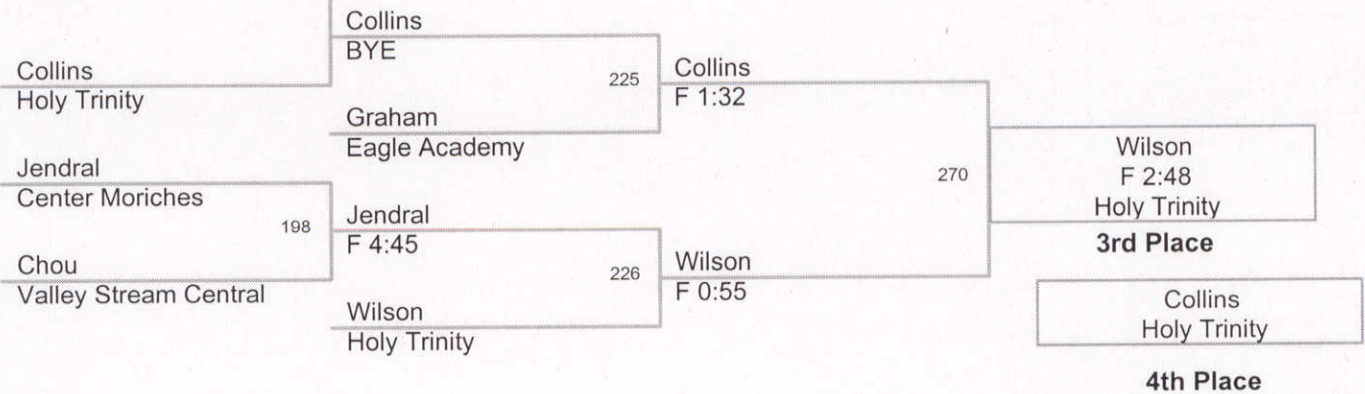 Collins
Holy Trinity
Jendral
Center Moriches
198
Chou
Valley Stream Central
Collins
BYE
225
Graham
Eagle Academy
Jendral
F 4:45
226
Wilson
Holy Trinity
Collins
F 1:32
270
Wilson
F 0:55
Wilson
F 2:48
Holy Trinity
3rd Place
Collins
Holy Trinity
4th Place